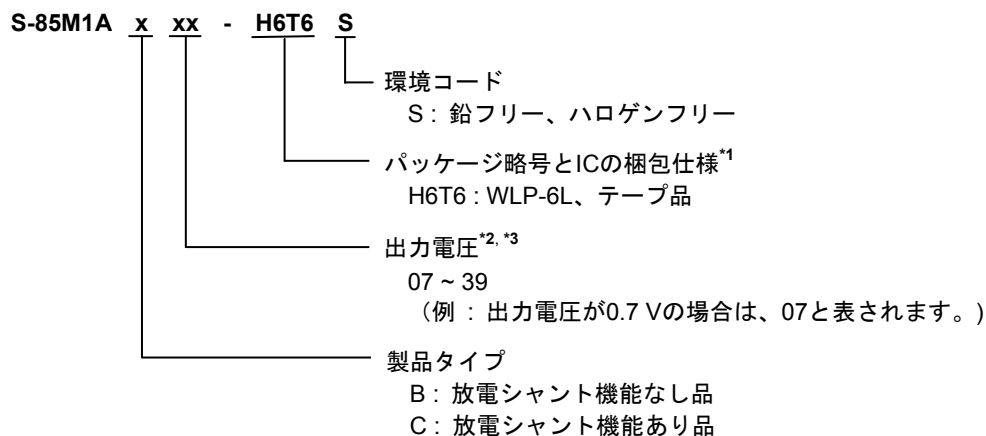 S-85M1A x xx - H6T6 S
環境コード
S : 鉛フリー、ハロゲンフリー
パッケージ略号とICの梱包仕様*1
H6T6 : WLP-6L、テープ品
出力電圧*2, *3
07 ~ 39
（例 : 出力電圧が0.7 Vの場合は、07と表されます。)
製品タイプ
B : 放電シャント機能なし品
C : 放電シャント機能あり品